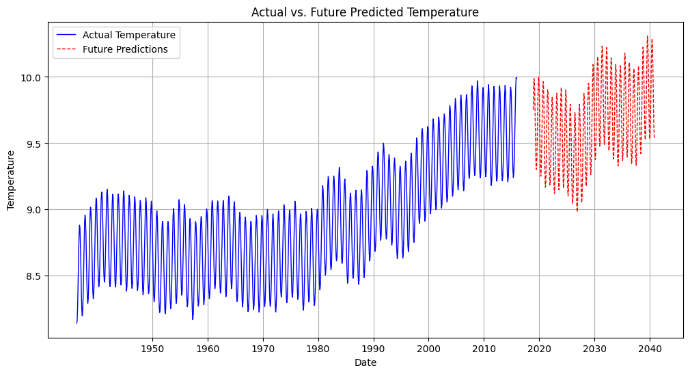 Actual vs. Future Predicted Temperature
Actual Temperature
Future Predictions
10.0
9.5
9.0
8.5
Temperature
1950 1960 1970 1980 1990 2000 2010 2020 2030 2040
Date